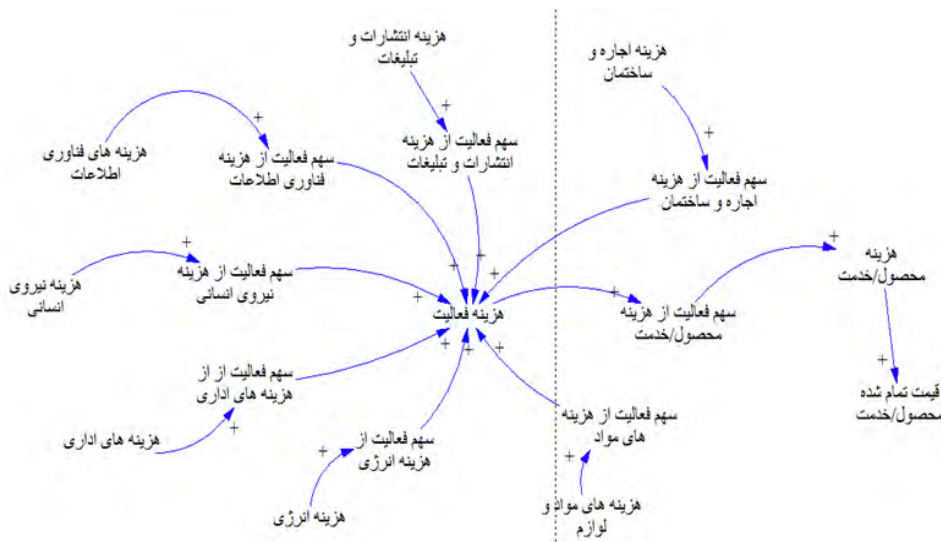 هزینه انتشارات و
تبلیغات
هزینه اجاره و
ساختمان
+
+
+
هزینه های فناوری
اطلاعات
سهم فعالیت از هزینه
فناوری اطلاعات
سهم فعالیت از هزینه
انتشارات و تبلیغات
سهم فعالیت از هزینه
اجاره و ساختمان
+
هزینه
محصول/خدمت
+
هزینه نیروی
انسانی
سهم فعالیت از هزینه
نیروی انسانی
+
+
+
+
+
هزینه فعالیت
سهم فعالیت از هزینه
محصول/خدمت
+
+
+
+
قیمت تمام شده
محصول/خدمت
سهم فعالیت از از
هزینه های اداری
+
هزینه های اداری
سهم فعالیت از
هزینه انرژی
+
هزینه انرژی
سهم فعالیت از هزینه
های مواد
+
هزینه های مواد و
لوازم